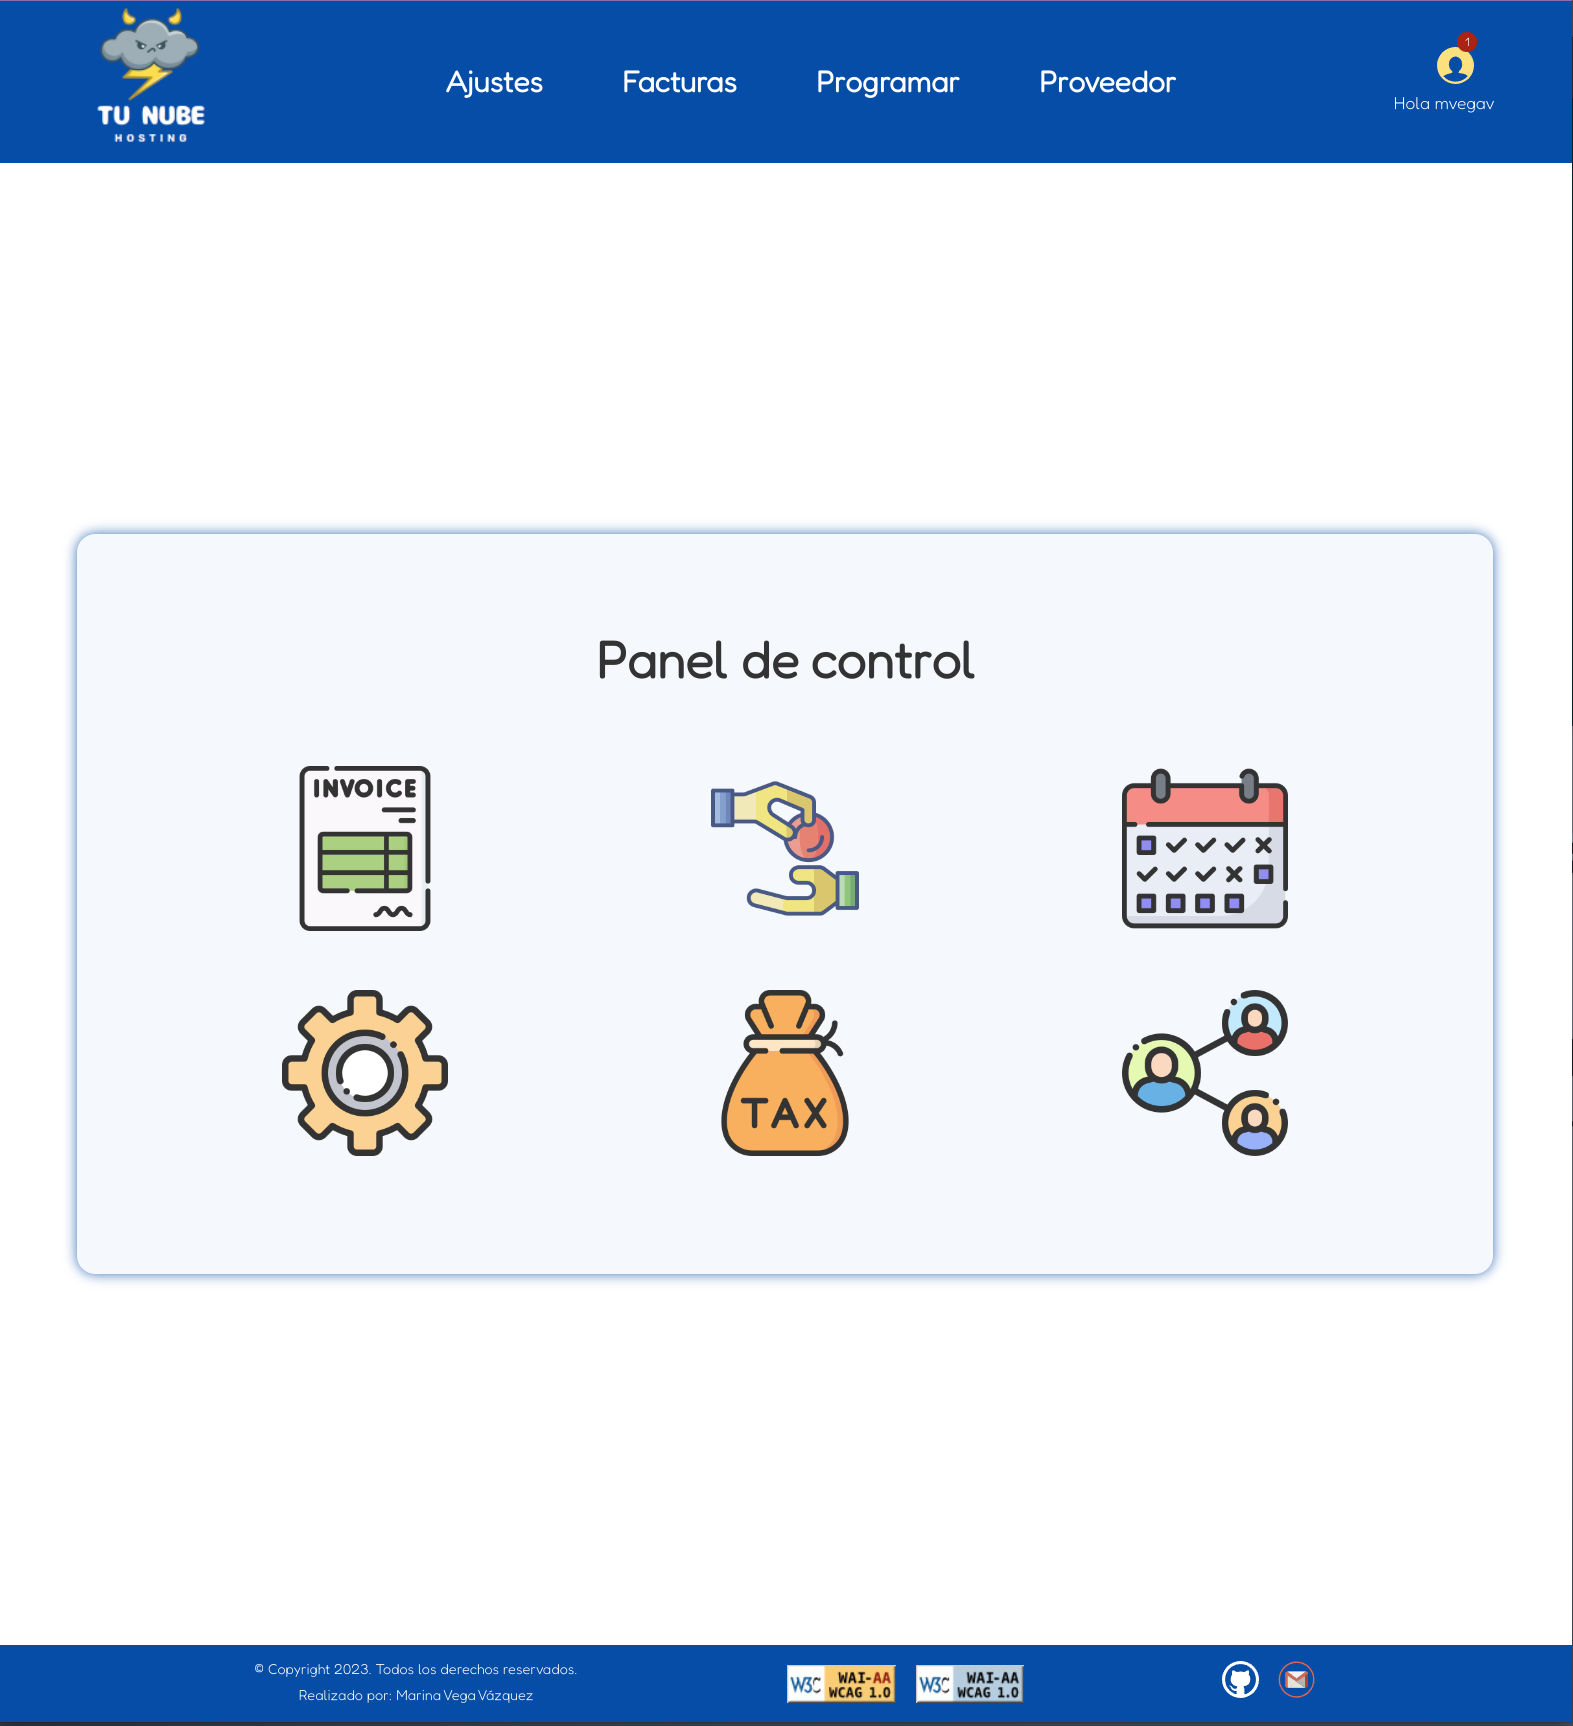 TU NUBE
HOSTING
Ajustes
Facturas
Programar
Proveedor
1
Hola mvegav
Panel de control
INVOICE
TAX
© Copyright 2023. Todos los derechos reservados.
Realizado por: Marina Vega Vázquez
W3C WAI-AA
WCAG 1.0
W3C WAI-AA
WCAG 1.0